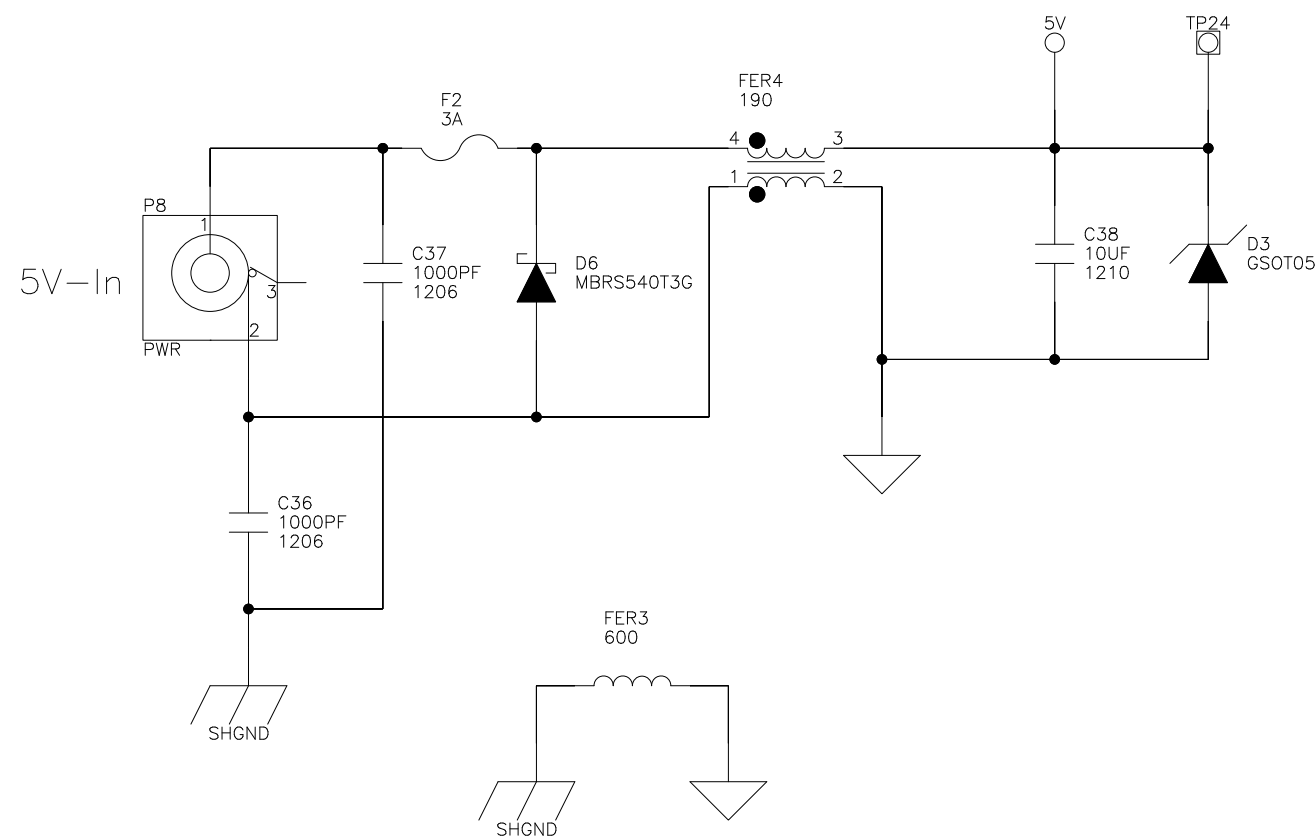 5V
TP24
FER4
190
F2
3A
4
3
1
2
P8
1
C37
1000PF
1206
D6
MBRS540T3G
C38
10UF
1210
D3
GSOT05
5V-In
3
2
PWR
C36
1000PF
1206
FER3
600
SHGND
SHGND